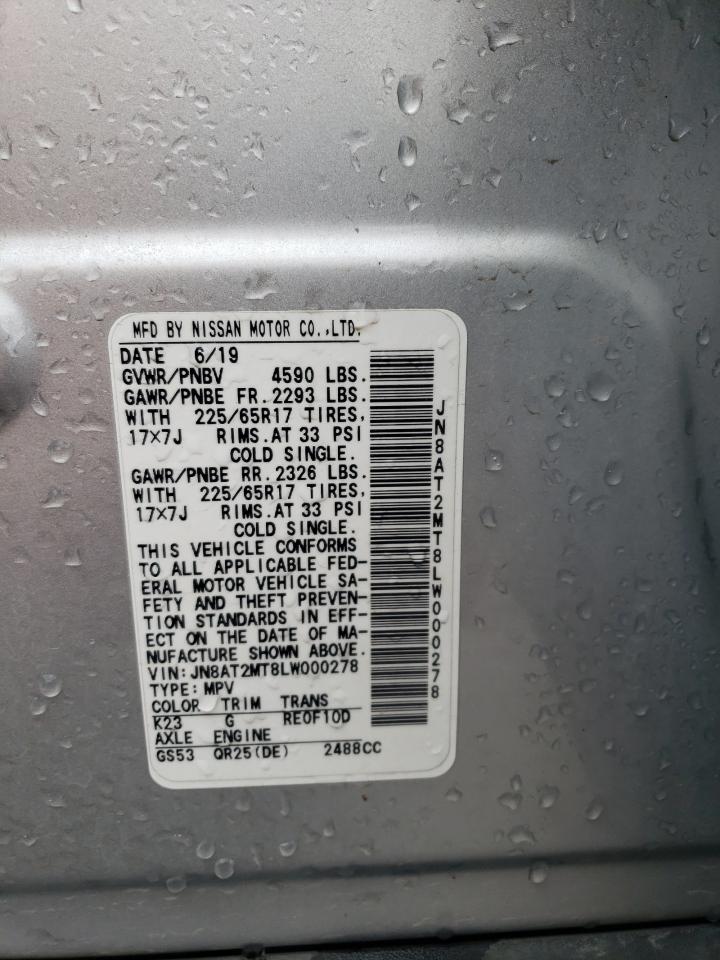 MFD BY NISSAN MOTOR CO.,LTD.
DATE 6/19
GVWR/PNBV 4590 LBS.
GAWR/PNBE FR.2293 LBS.
WITH 225/65R17 TIRES,
17×7J RIMS.AT 33 PSI
COLD SINGLE.
GAWR/PNBE RR.2326 LBS.
WITH 225/65R17 TIRES,
17×7J RIMS.AT 33 PSI
COLD SINGLE.
THIS VEHICLE CONFORMS
TO ALL APPLICABLE FED-
ERAL MOTOR VEHICLE SA-
FETY AND THEFT PREVEN-
TION STANDARDS IN EFF-
ECT ON THE DATE OF MA-
NUFACTURE SHOWN ABOVE.
VIN:JN8AT2MT8LW000278
TYPE:MPV
COLOR TRIM TRANS
K23 G RE0F10D
AXLE ENGINE
GS53 QR25(DE) 2488CC
JN8AT2MT8LW000278